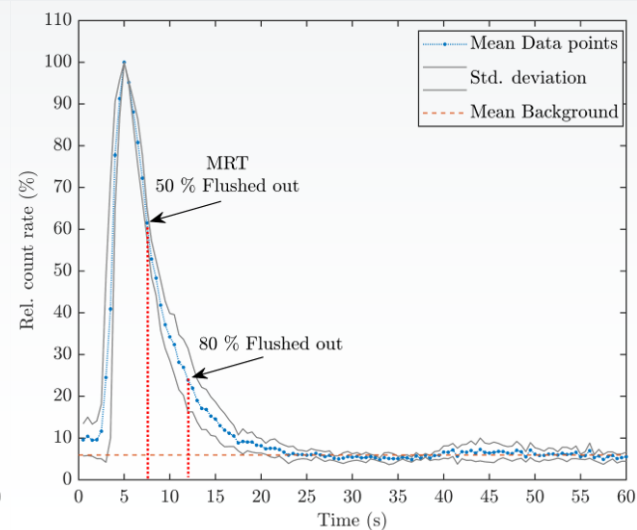 110
100
90
80
70
60
50
40
30
20
10
0
Rel. count rate (%)
Mean Data points
Std. deviation
Mean Background
MRT
50 % Flushed out
80 % Flushed out
0 5 10 15 20 25 30 35 40 45 50 55 60
Time (s)